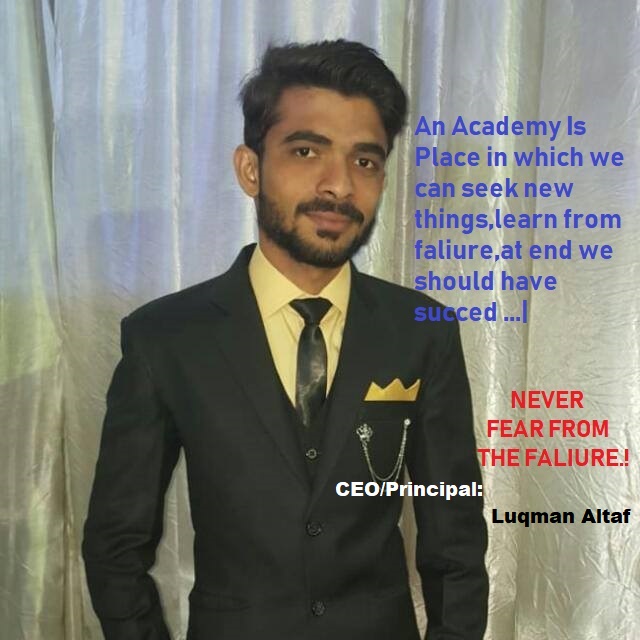 An Academy Is
Place in which we
can seek new
things,learn from
faliure,at end we
should have
succed ...|
NEVER
FEAR FROM
THE FALIURE.!
CEO/Principal:
Luqman Altaf